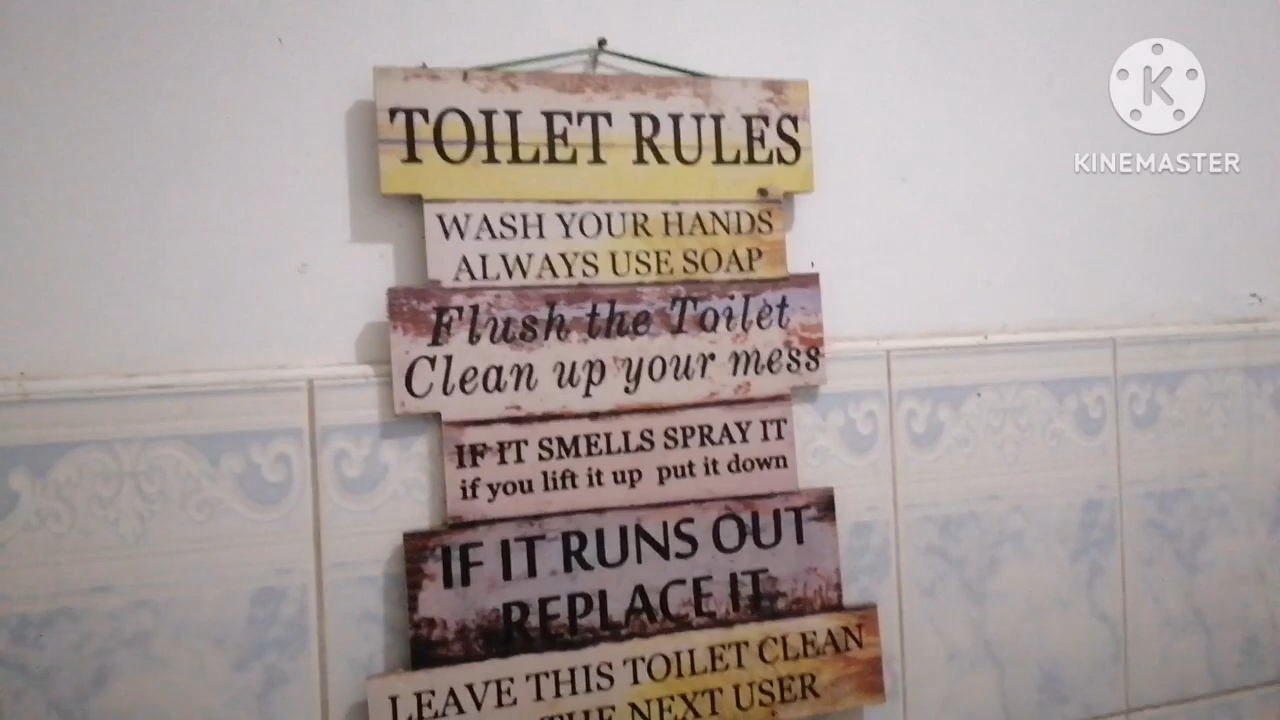 TOILET RULES
WASH YOUR HANDS
ALWAYS USE SOAP
Flush the Toilet
Clean up your mess
IF IT SMELLS SPRAY IT
if you lift it up put it down
IF IT RUNS OUT
REPLACE IT
LEAVE THIS TOILET CLEAN
THE NEXT USER
K
KINEMASTER